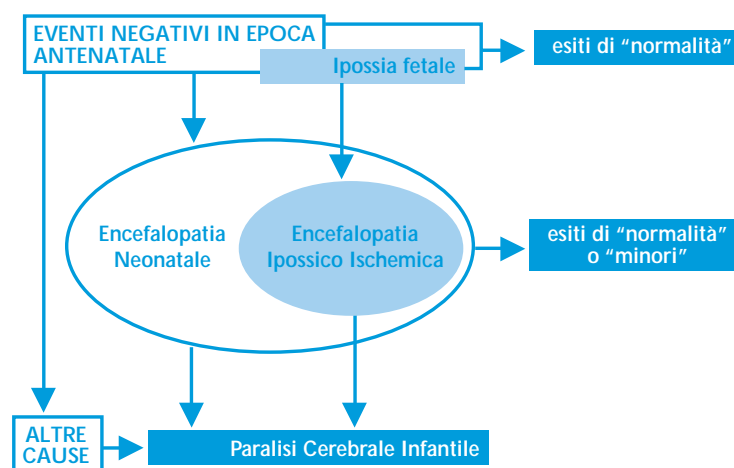 EVENTI NEGATIVI IN EPOCA
ANTENATALE
Ipossia fetale
esiti di “normalità”
Encefalopatia
Neonatale
Encefalopatia
Ipossico Ischemica
esiti di “normalità”
o “minori”
ALTRE
CAUSE
Paralisi Cerebrale Infantile